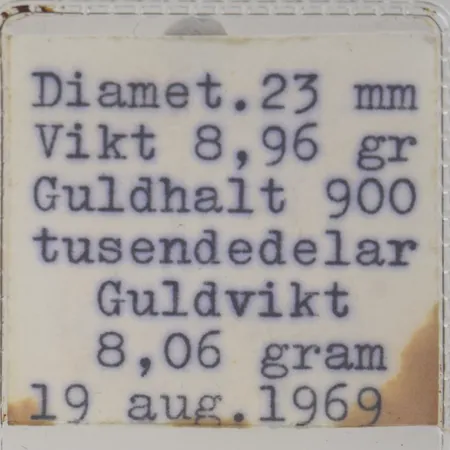 Diamet.23 mm
Vikt 8,96 gr
Guldhalt 900
tusendedelar
Guldvikt
8,06 gram
19 aug.1969